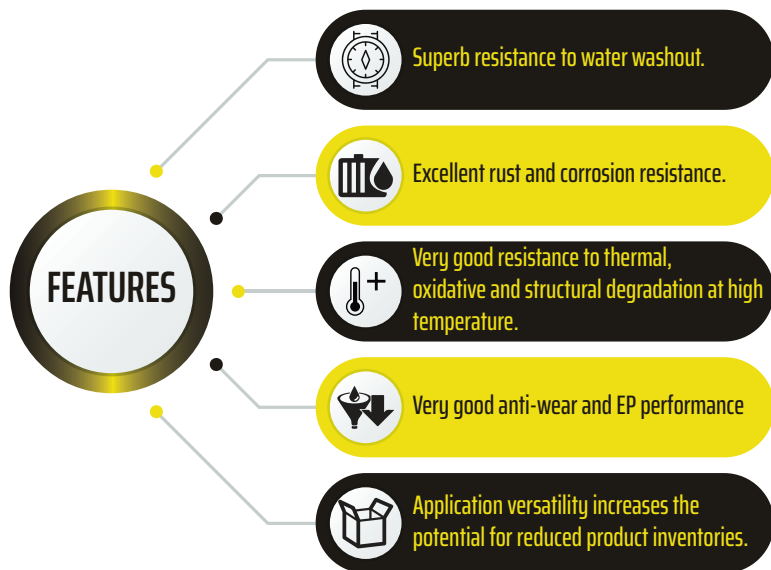 FEATURES
Superb resistance to water washout.
Excellent rust and corrosion resistance.
Very good resistance to thermal,
oxidative and structural degradation at high
temperature.
Very good anti-wear and EP performance
Application versatility increases the
potential for reduced product inventories.